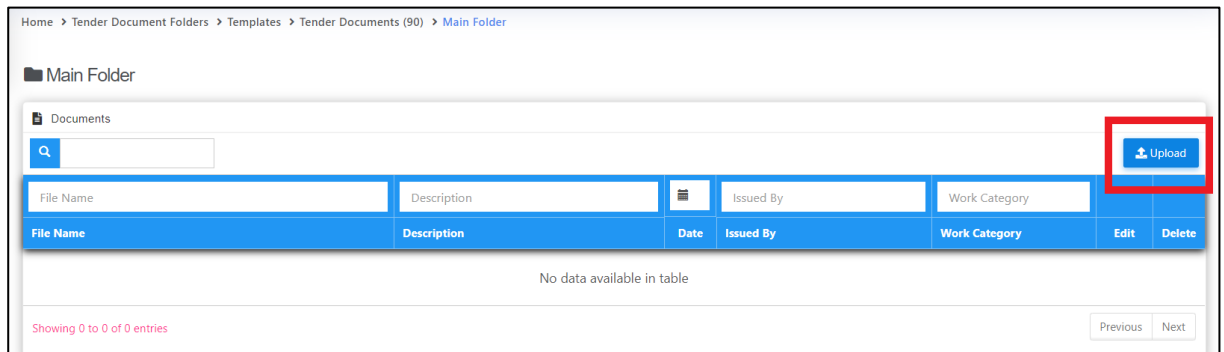 Home > Tender Document Folders > Templates > Tender Documents (90) > Main Folder
Main Folder
Documents
Upload
File Name Description Issued By Work Category
File Name Description Date Issued By Work Category Edit Delete
No data available in table
Showing 0 to 0 of 0 entries
Previous Next